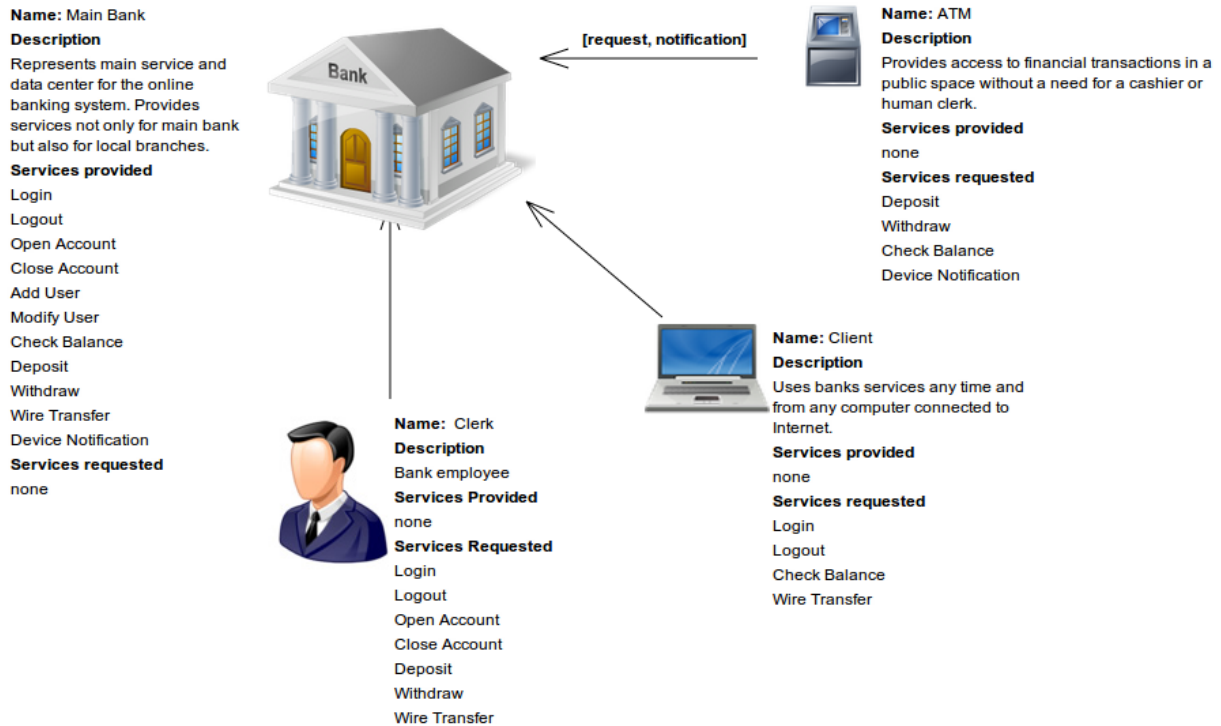 Name: Main Bank
Description
Represents main service and
data center for the online
banking system. Provides
services not only for main bank
but also for local branches.
Services provided
Login
Logout
Open Account
Close Account
Add User
Modify User
Check Balance
Deposit
Withdraw
Wire Transfer
Device Notification
Services requested
none
Bank
[request, notification]
Name: ATM
Description
Provides access to financial transactions in a
public space without a need for a cashier or
human clerk.
Services provided
none
Services requested
Deposit
Withdraw
Check Balance
Device Notification
Name: Client
Description
Uses banks services any time and
from any computer connected to
Internet.
Services provided
none
Services requested
Login
Logout
Check Balance
Wire Transfer
Name: Clerk
Description
Bank employee
Services Provided
none
Services Requested
Login
Logout
Open Account
Close Account
Deposit
Withdraw
Wire Transfer